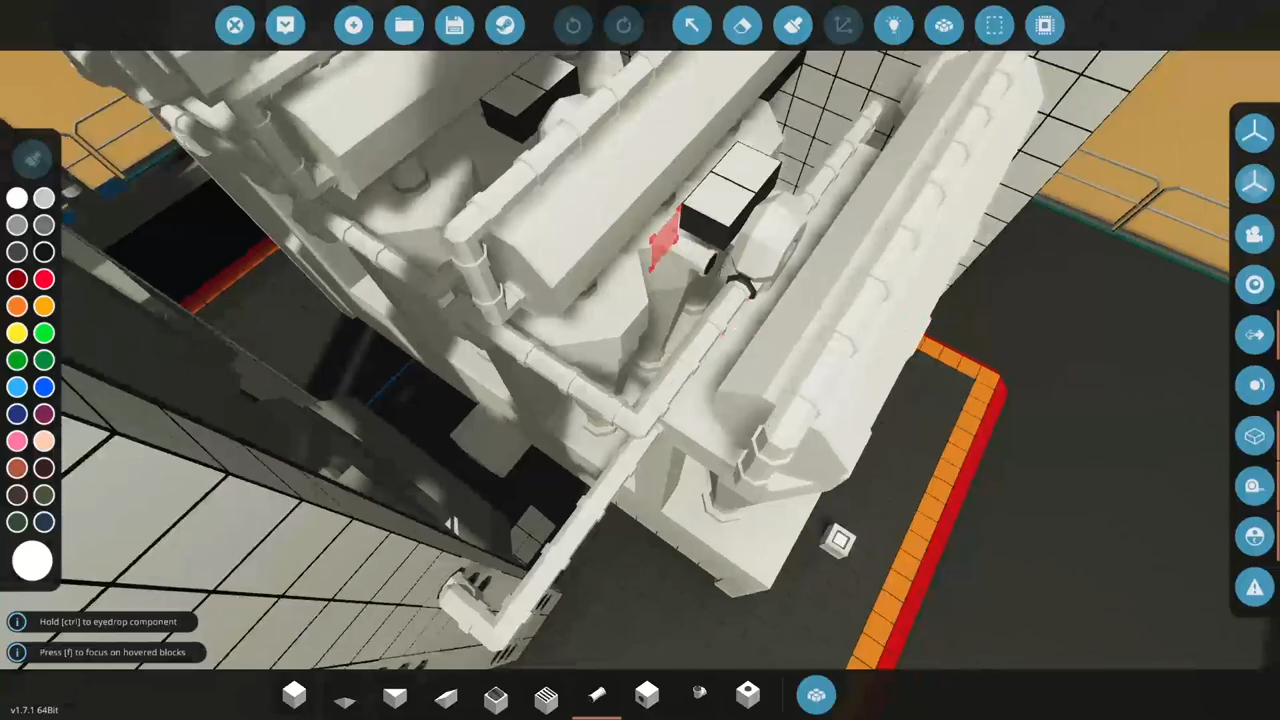 Hold [ctrl] to eyedrop component
Press [f] to focus on hovered blocks
v1.7.1 64Bit